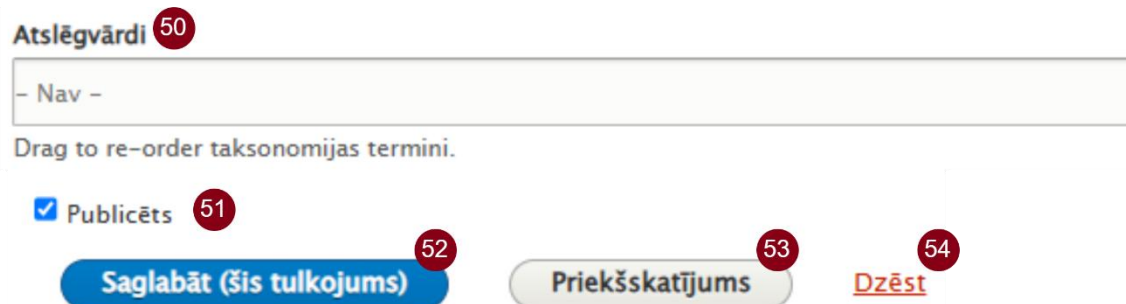 Atslēgvārdi 50
– Nav –
Drag to re-order taksonomijas termini.
Publicēts 51
Saglabāt (šis tulkojums) 52 Priekšskatījums 53 Dzēst 54